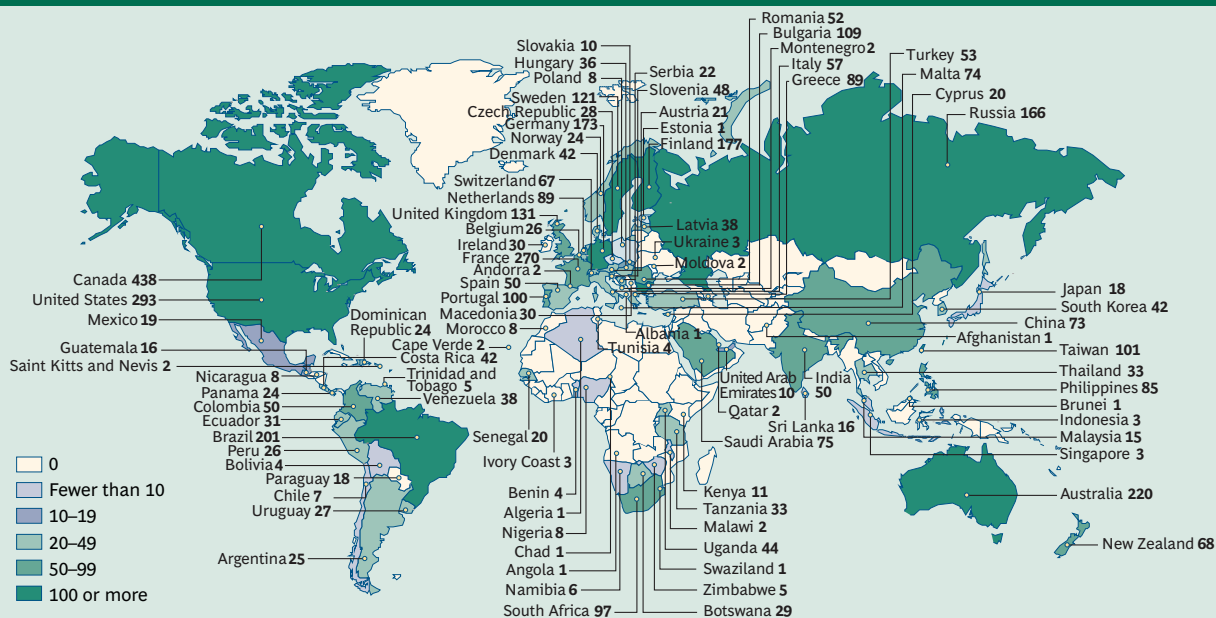 Romania 52
Bulgaria 109
Montenegro 2
Italy 57
Greece 89
Turkey 53
Malta 74
Cyprus 20
Russia 166
Slovakia 10
Hungary 36
Poland 8
Sweden 121
Czech Republic 28
Germany 173
Norway 24
Denmark 42
Serbia 22
Slovenia 48
Austria 21
Estonia 1
Finland 177
Switzerland 67
Netherlands 89
United Kingdom 131
Belgium 26
Ireland 30
France 270
Andorra 2
Spain 50
Portugal 100
Macedonia 30
Morocco 8
Cape Verde 2
Latvia 38
Ukraine 3
Moldova 2
Albania 1
Tunisia 4
Canada 438
United States 293
Mexico 19
Guatemala 16
Saint Kitts and Nevis 2
Dominican
Republic 24
Costa Rica 42
Nicaragua 8
Trinidad and
Tobago 5
Panama 24
Venezuela 38
Colombia 50
Ecuador 31
Brazil 201
Peru 26
Bolivia 4
Paraguay 18
Chile 7
Uruguay 27
Argentina 25
Senegal 20
Ivory Coast 3
Benin 4
Algeria 1
Nigeria 8
Chad 1
Angola 1
Namibia 6
South Africa 97
Kenya 11
Tanzania 33
Malawi 2
Uganda 44
Swaziland 1
Zimbabwe 5
Botswana 29
United Arab
Emirates 10
Qatar 2
Saudi Arabia 75
India
50
Sri Lanka 16
Japan 18
South Korea 42
China 73
Afghanistan 1
Taiwan 101
Thailand 33
Philippines 85
Brunei 1
Indonesia 3
Malaysia 15
Singapore 3
Australia 220
New Zealand 68
0
Fewer than 10
10–19
20–49
50–99
100 or more